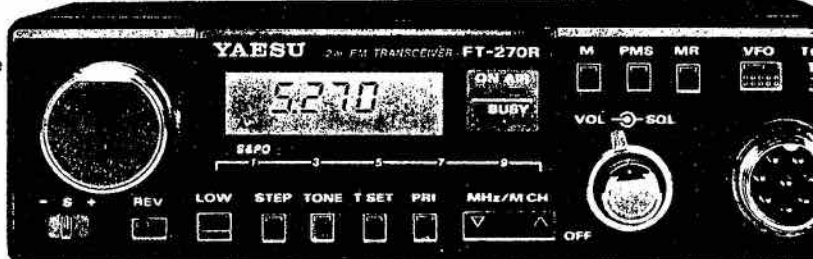 YAESU 2m FM TRANSCEIVER FT-270R
M PMS MR VFO
ON AIR
BUSY
5.270
VOL SQL
S&PO
1 3 5 7 9
- S + REV LOW STEP TONE T SET PRI MHz/M CH
OFF